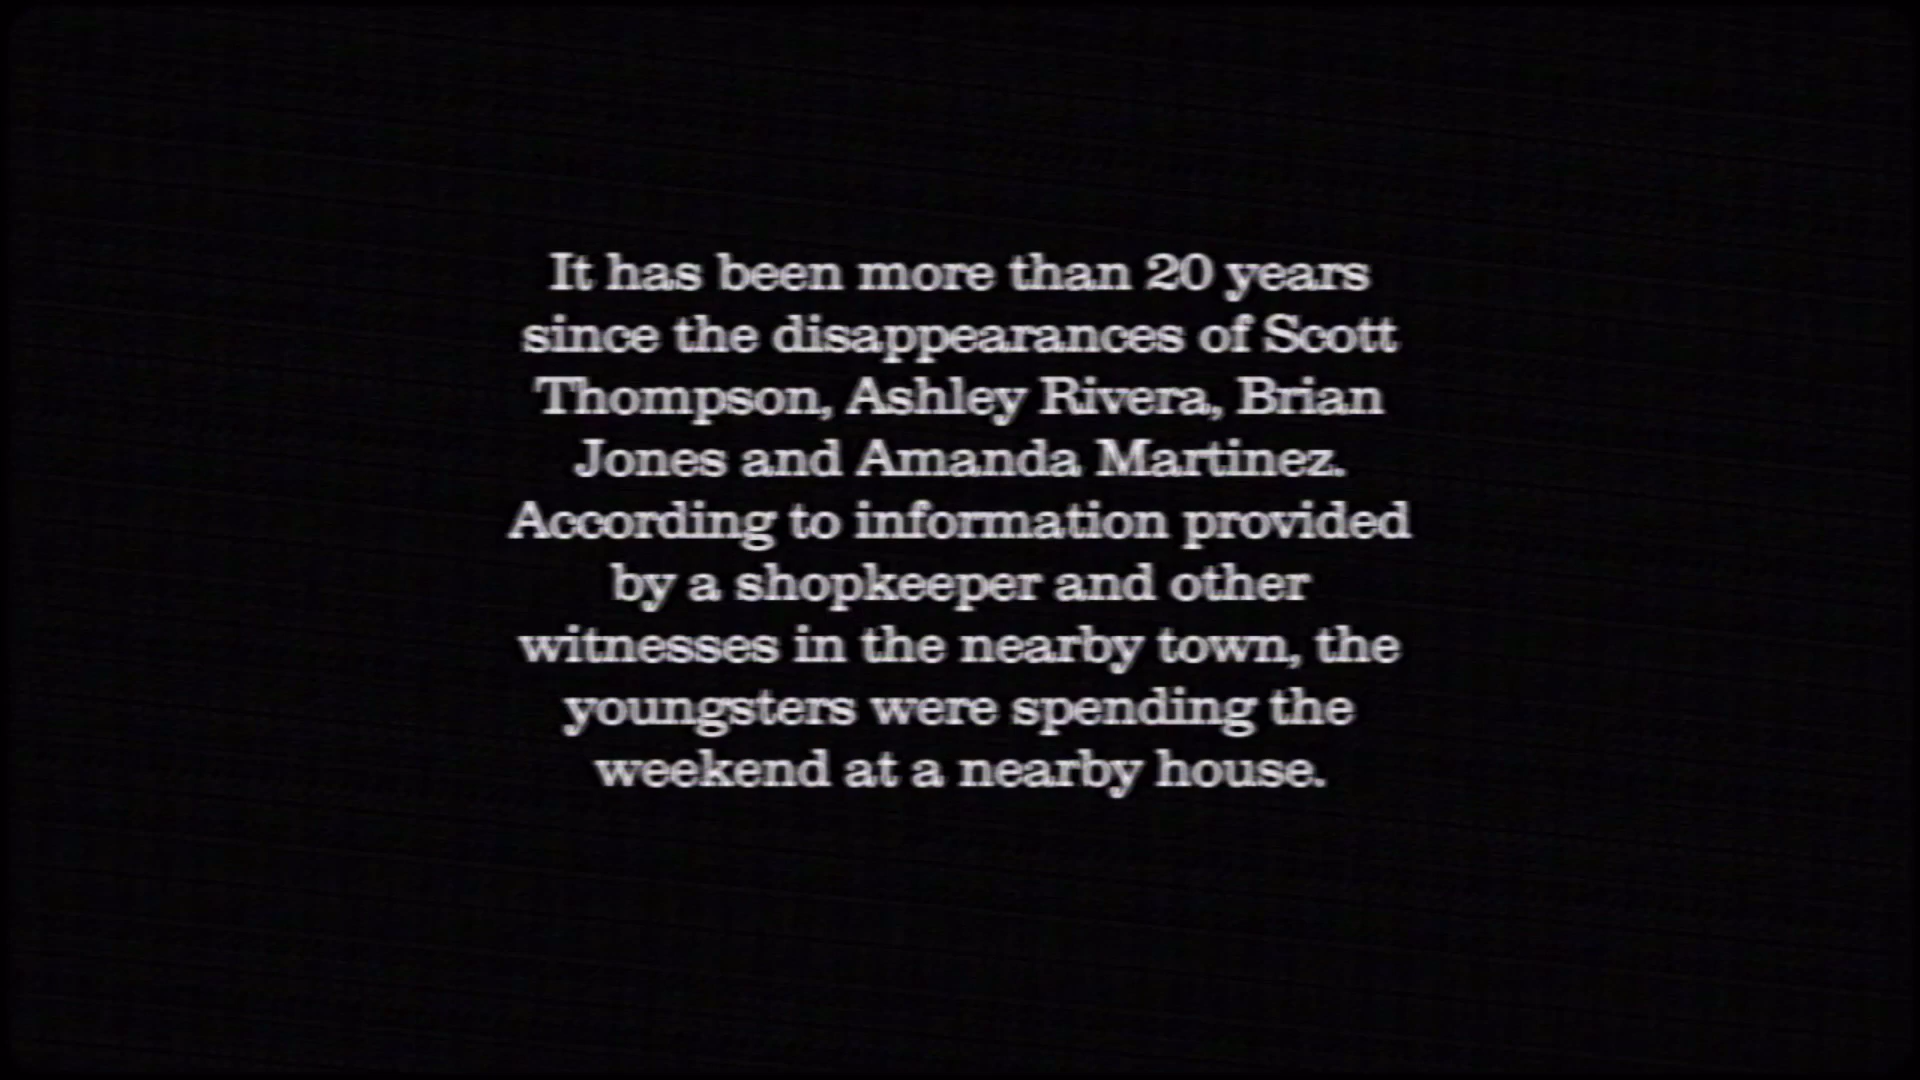 It has been more than 20 years
since the disappearances of Scott
Thompson, Ashley Rivera, Brian
Jones and Amanda Martinez.
According to information provided
by a shopkeeper and other
witnesses in the nearby town, the
youngsters were spending the
weekend at a nearby house.